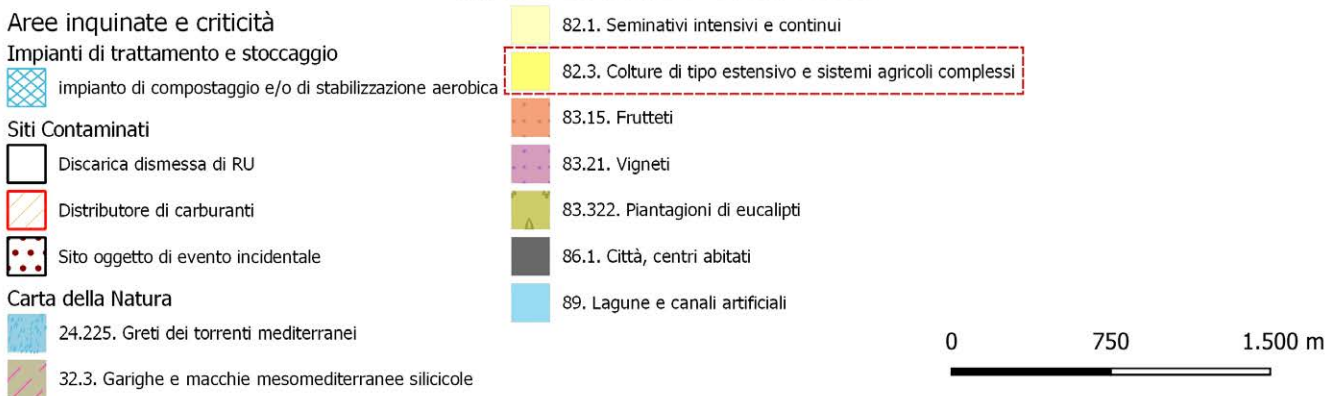 Aree inquinate e criticità
Impianti di trattamento e stoccaggio
impianto di compostaggio e/o di stabilizzazione aerobica
Siti Contaminati
Discarica dismessa di RU
Distributore di carburanti
Sito oggetto di evento incidentale
Carta della Natura
24.225. Greti dei torrenti mediterranei
32.3. Garighe e macchie mesomediterranee silicicole
82.1. Seminativi intensivi e continui
82.3. Colture di tipo estensivo e sistemi agricoli complessi
83.15. Frutteti
83.21. Vigneti
83.322. Piantagioni di eucalipti
86.1. Città, centri abitati
89. Lagune e canali artificiali
0 750 1.500 m